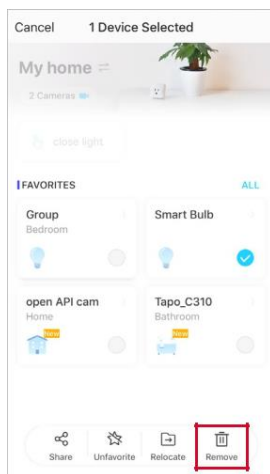 Cancel 1 Device Selected
My home
2 Cameras
close light
FAVORITES ALL
Group Smart Bulb
Bedroom
open API cam Tapo_C310
Home Bathroom
New New
Share Unfavorite Relocate Remove